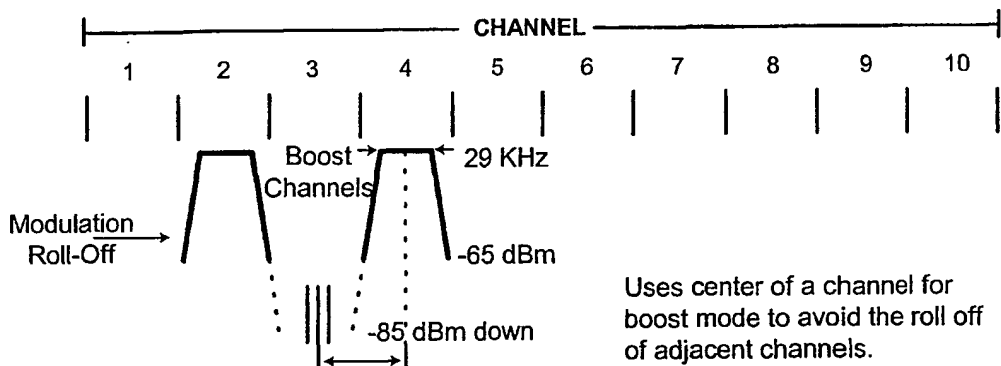 CHANNEL
1 2 3 4 5 6 7 8 9 10
Boost
Channels
29 KHz
Modulation
Roll-Off
-65 dBm
-85 dBm down
Uses center of a channel for
boost mode to avoid the roll off
of adjacent channels.